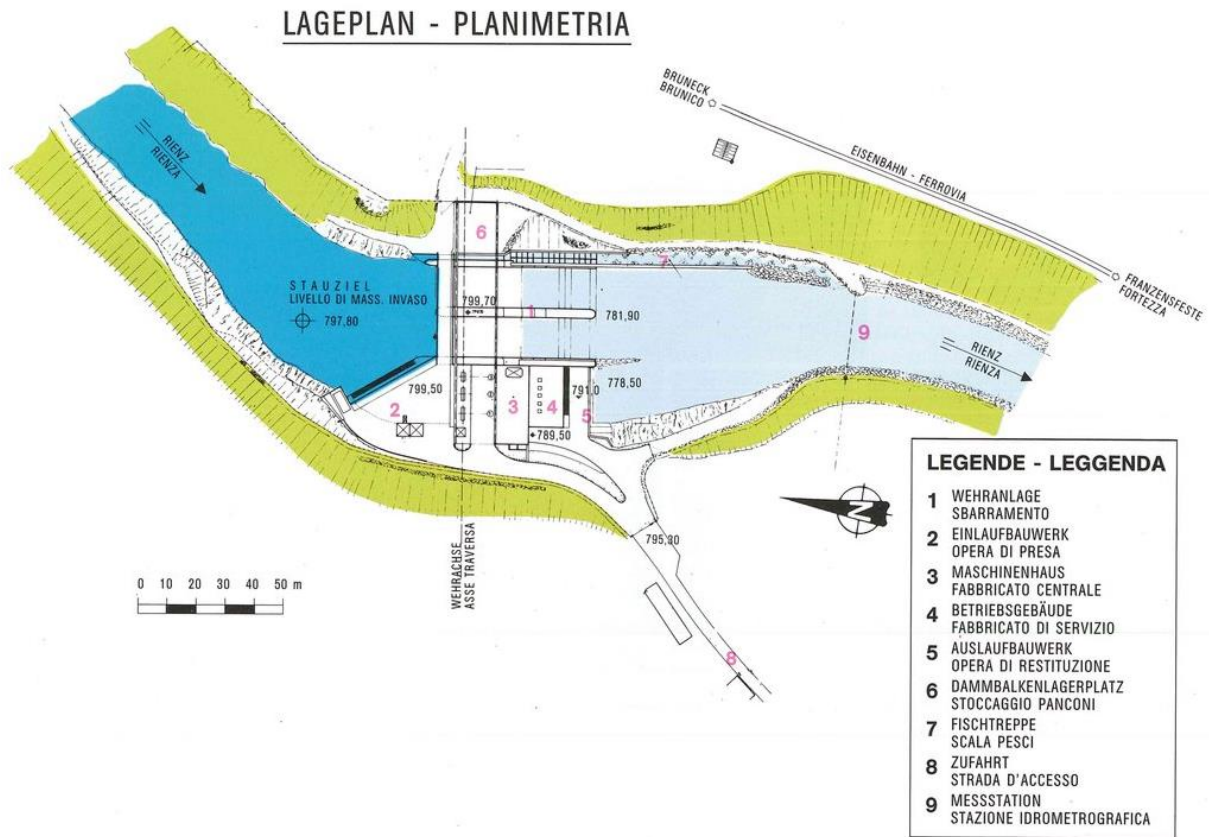 LAGEPLAN - PLANIMETRIA
BRUNECK
BRUNICO
EISENBAHN - FERROVIA
FRANZENSFESTE
FORTEZZA
RIENZ
RIENZA
6
7
STAUZIEL
LIVELLO DI MASS. INVASO
797,80
799,70
1
781,90
9
RIENZ
RIENZA
799,50
2
3
4
791,0
778,50
5
789,50
N
795,30
WEHRACHSE
ASSE TRAVERSA
0 10 20 30 40 50 m
8
LEGENDE - LEGGENDA
1 WEHRANLAGE
SBARRAMENTO
2 EINLAUFBAUWERK
OPERA DI PRESA
3 MASCHINENHAUS
FABBRICATO CENTRALE
4 BETRIEBSGEBÄUDE
FABBRICATO DI SERVIZIO
5 AUSLAUFBAUWERK
OPERA DI RESTITUZIONE
6 DAMMBALKENLAGERPLATZ
STOCCAGGIO PANCONI
7 FISCHTREPPE
SCALA PESCI
8 ZUFAHRT
STRADA D'ACCESSO
9 MESSSTATION
STAZIONE IDROMETROGRAFICA